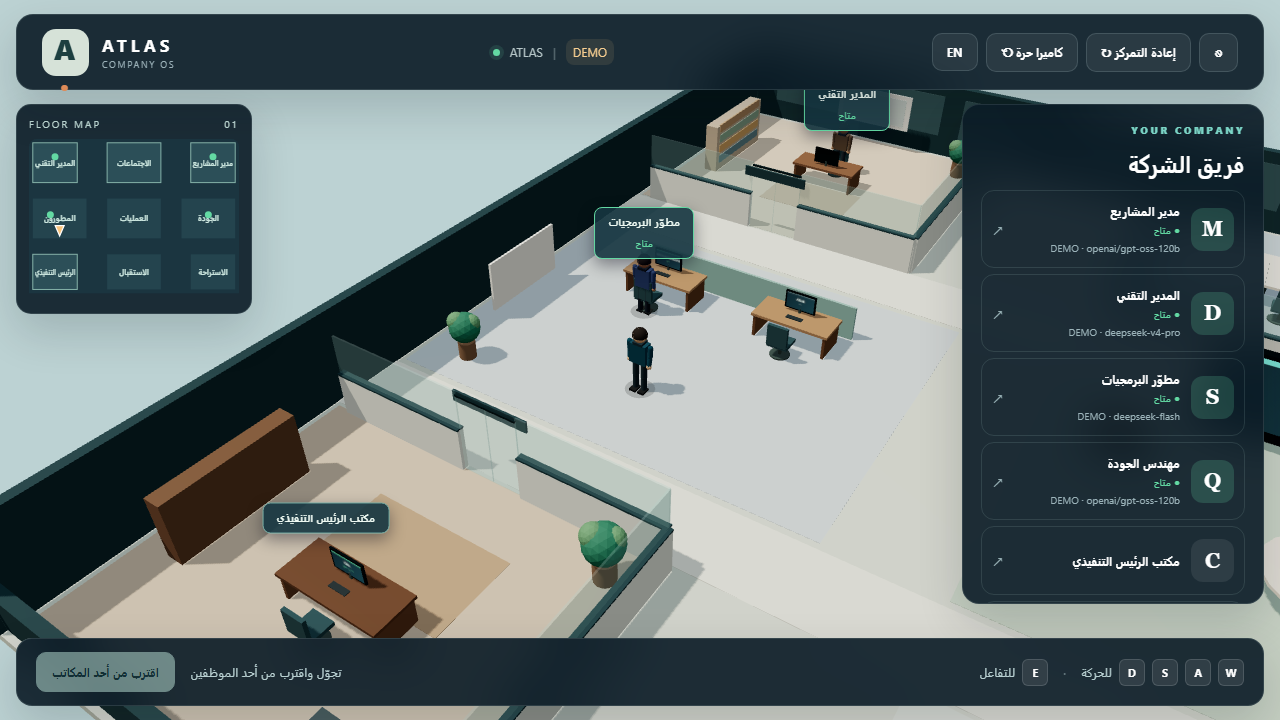 A
ATLAS
COMPANY OS
ATLAS | DEMO
EN
كاميرا حرة
إعادة التمركز
FLOOR MAP
01
المدير التقني
الاجتماعات
مدير المشاريع
المطورون
العمليات
الجودة
الرئيس التنفيذي
الاستقبال
الاستراحة
المدير التقني
متاح
مطوّر البرمجيات
متاح
مكتب الرئيس التنفيذي
YOUR COMPANY
فريق الشركة
M
مدير المشاريع
متاح
DEMO · openai/gpt-oss-120b
D
المدير التقني
متاح
DEMO · deepseek-v4-pro
S
مطوّر البرمجيات
متاح
DEMO · deepseek-flash
Q
مهندس الجودة
متاح
DEMO · openai/gpt-oss-120b
C
مكتب الرئيس التنفيذي
W A S D للحركة · E للتفاعل
تجوّل واقترب من أحد الموظفين
اقترب من أحد المكاتب